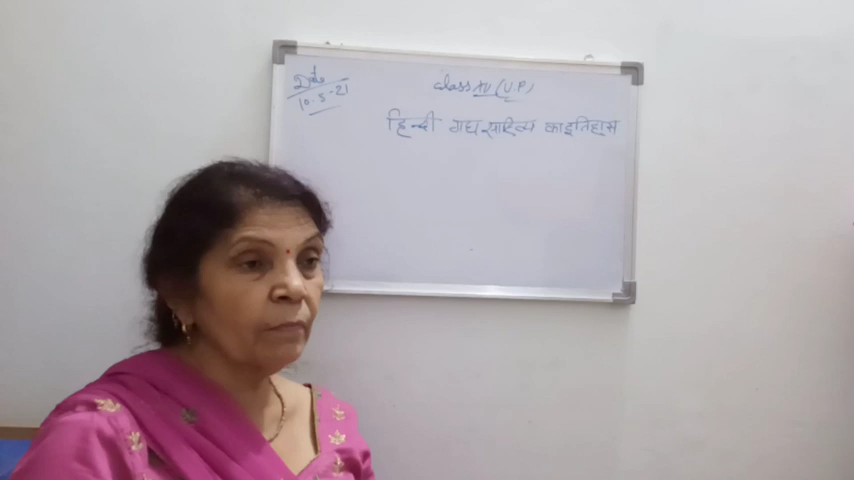 Date
10-5-21
Class XII (U.P)
हिन्दी गद्य साहित्य का इतिहास